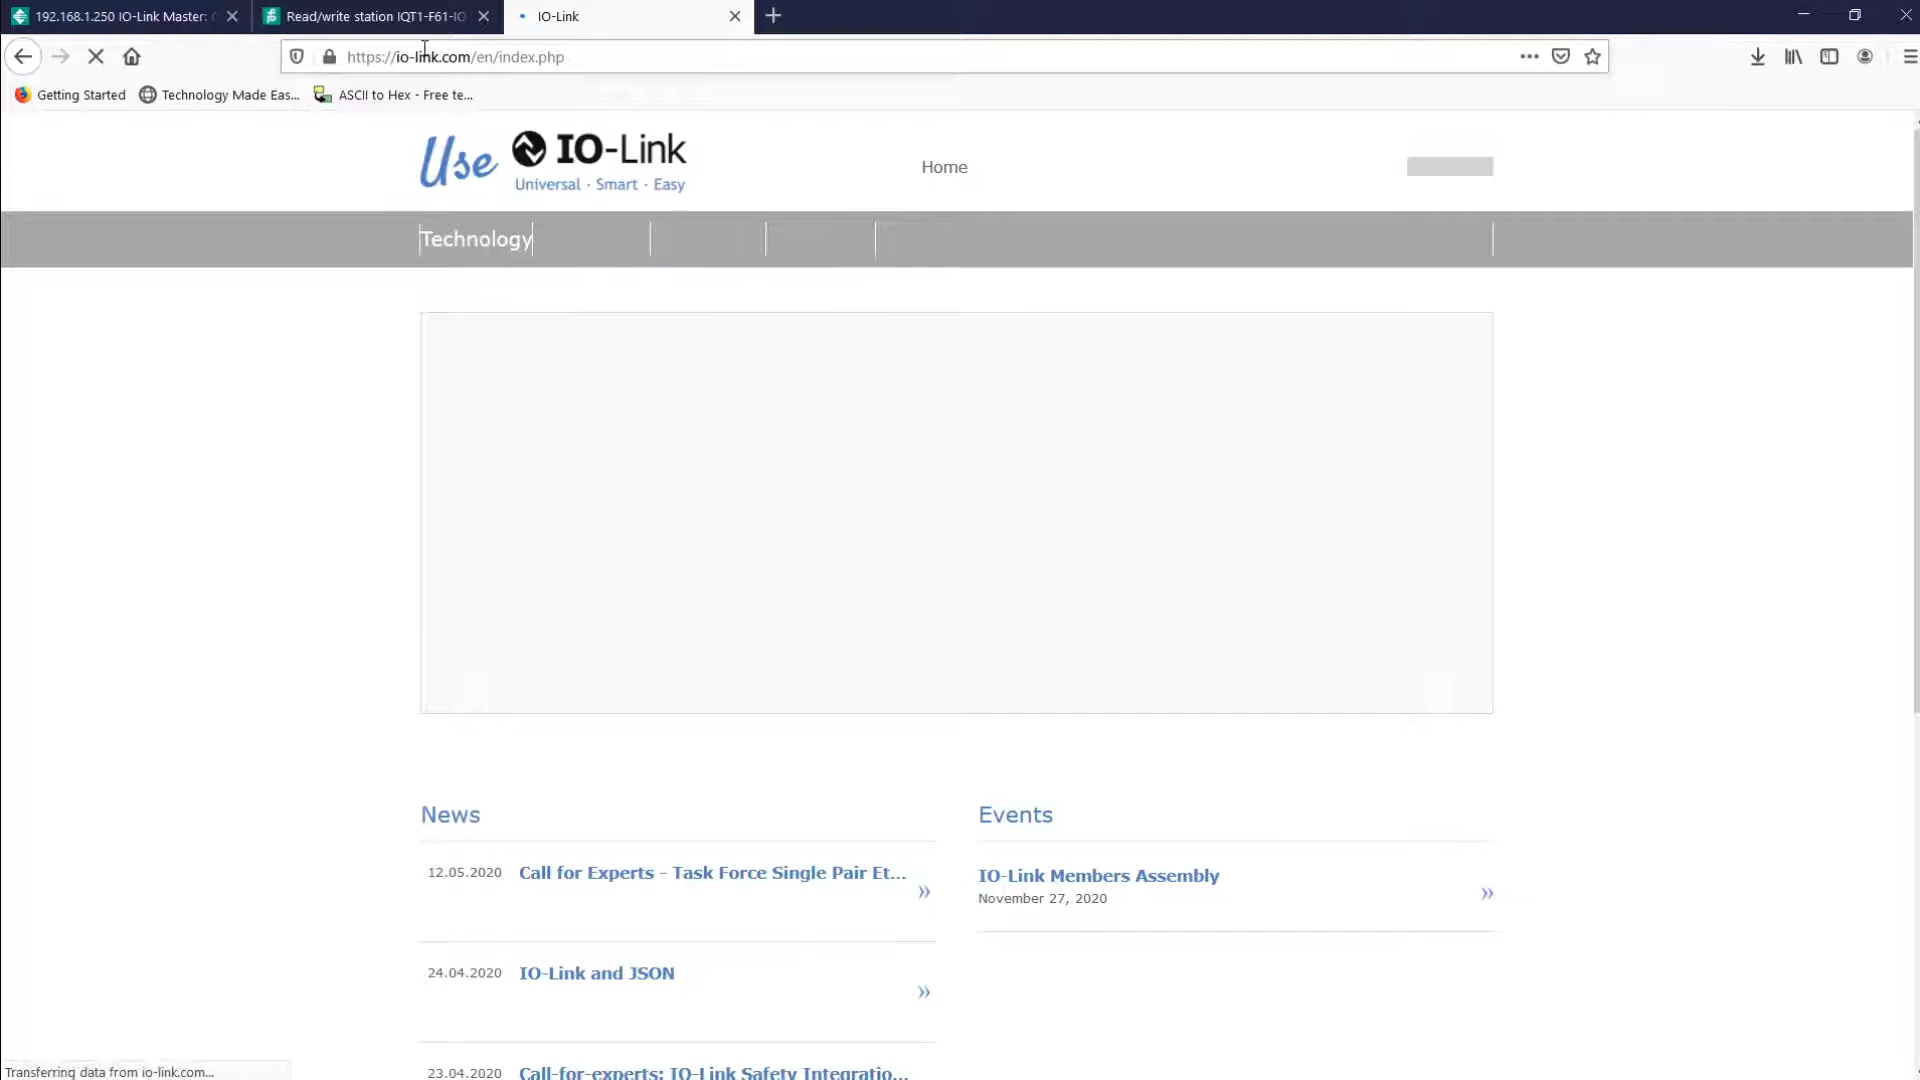 192.168.1.250 IO-Link Master:
Read/write station IQT1-F61-IO
IO-Link
https://io-link.com/en/index.php
Getting Started
Technology Made Eas...
ASCII to Hex - Free te...
Use IO-Link
Universal · Smart · Easy
Home
Technology
News
Events
12.05.2020 Call for Experts – Task Force Single Pair Et...
IO-Link Members Assembly
November 27, 2020
24.04.2020 IO-Link and JSON
23.04.2020 Call-for-experts: IO-Link Safety Integratio...
Transferring data from io-link.com...